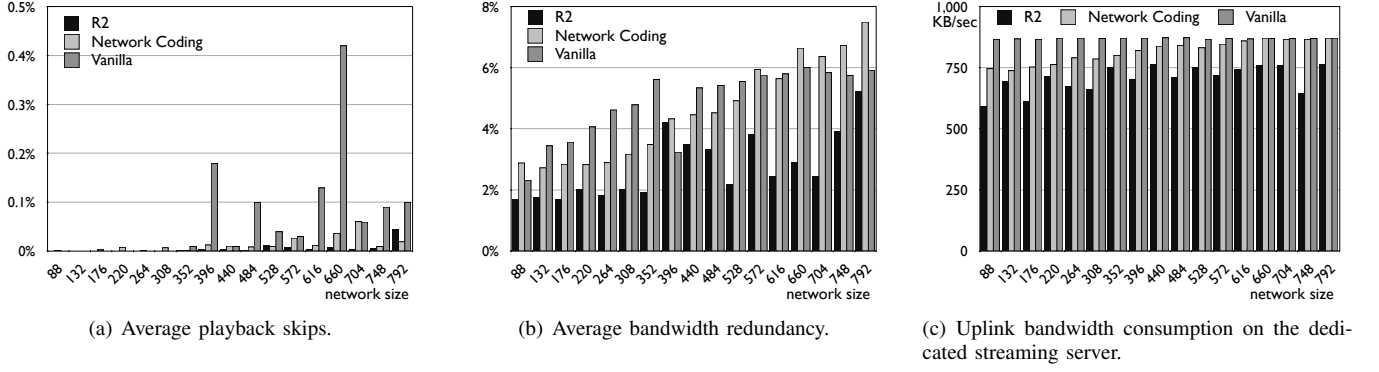 0.5%
0.4%
0.3%
0.2%
0.1%
0%
R2
Network Coding
Vanilla
88 132 176 220 264 308 352 396 440 484 528 572 616 660 704 748 792
network size
(a) Average playback skips.
8%
6%
4%
2%
0%
R2
Network Coding
Vanilla
88 132 176 220 264 308 352 396 440 484 528 572 616 660 704 748 792
network size
(b) Average bandwidth redundancy.
1,000
KB/sec
750
500
250
0
R2 Network Coding Vanilla
88 132 176 220 264 308 352 396 440 484 528 572 616 660 704 748 792
network size
(c) Uplink bandwidth consumption on the dedi-
cated streaming server.